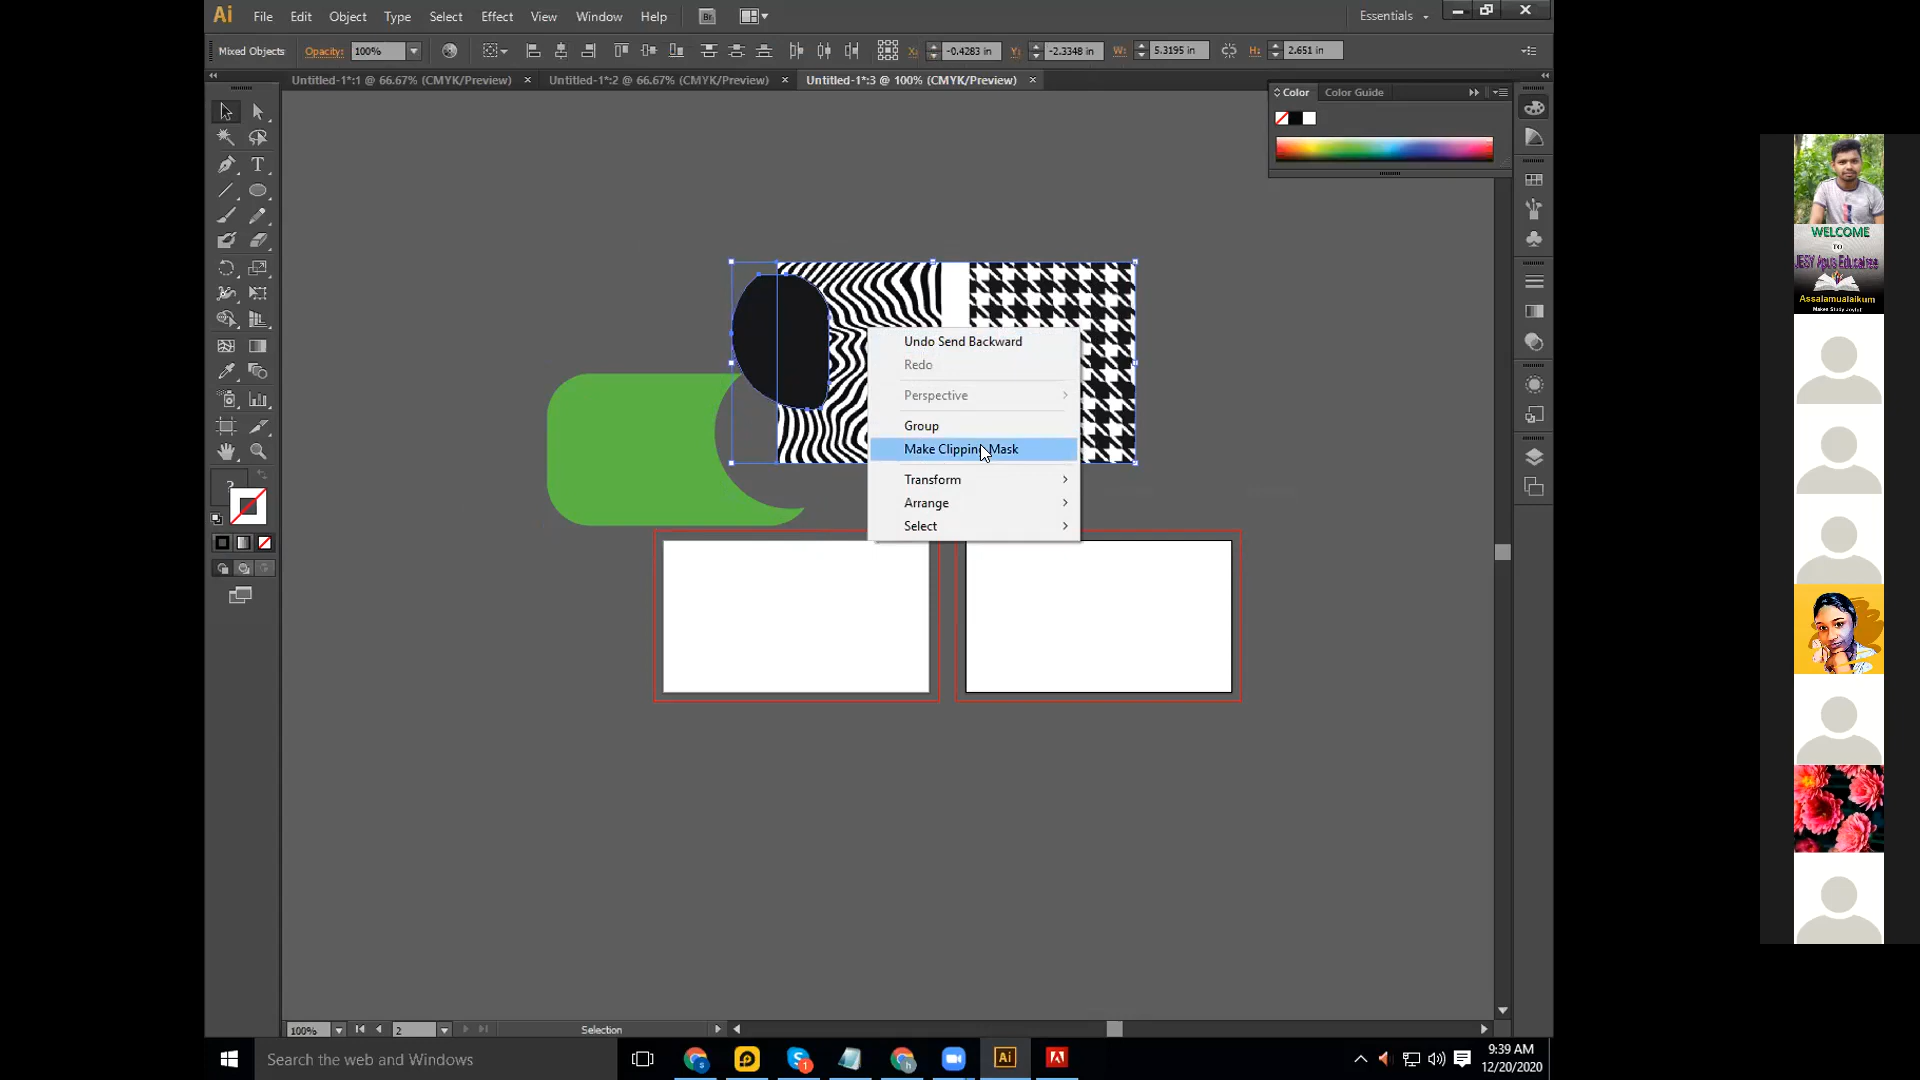 Ai File Edit Object Type Select Effect View Window Help Br Essentials
Mixed Objects Opacity: 100% X: -0.4283 in Y: -2.3348 in W: 5.3195 in H: 2.651 in
Untitled-1*:1 @ 66.67% (CMYK/Preview) Untitled-1*:2 @ 66.67% (CMYK/Preview) Untitled-1*:3 @ 100% (CMYK/Preview)
Color Color Guide
WELCOME
TO
Assalamualaikum
Undo Send Backward
Redo
Perspective
Group
Make Clipping Mask
Transform
Arrange
Select
?
100% 2 Selection
Search the web and Windows
Ai
9:39 AM
12/20/2020